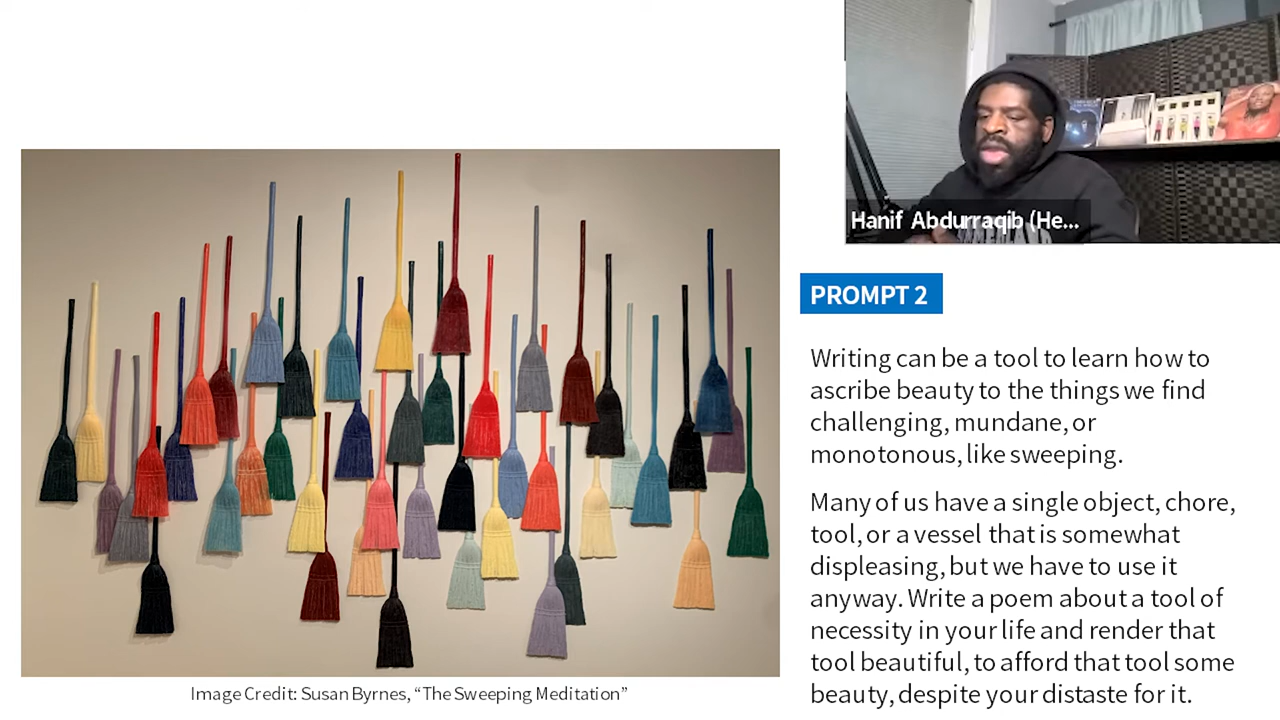 Hanif Abdurraqib (He...
PROMPT 2
Writing can be a tool to learn how to
ascribe beauty to the things we find
challenging, mundane, or
monotonous, like sweeping.
Many of us have a single object, chore,
tool, or a vessel that is somewhat
displeasing, but we have to use it
anyway. Write a poem about a tool of
necessity in your life and render that
tool beautiful, to afford that tool some
beauty, despite your distaste for it.
Image Credit: Susan Byrnes, “The Sweeping Meditation”